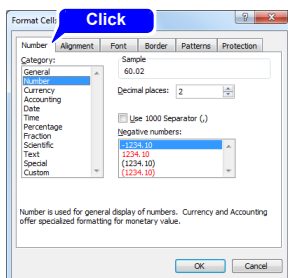 Format Cell
Click
Number Alignment Font Border Patterns Protection
Category:
General
Number
Currency
Accounting
Date
Time
Percentage
Fraction
Scientific
Text
Special
Custom
Sample
60.02
Decimal places: 2
Use 1000 Separator (,)
Negative numbers:
-1234.10
1234.10
(1234.10)
(1234.10)
Number is used for general display of numbers. Currency and Accounting
offer specialized formatting for monetary value.
OK Cancel